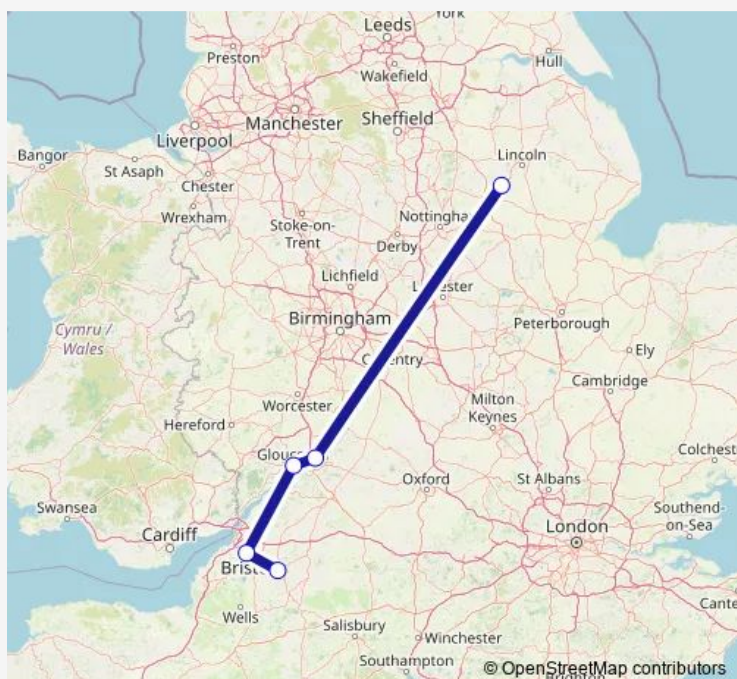 Leeds
York
Preston
Hull
Wakefield
Manchester
Sheffield
Liverpool
Bangor
St Asaph
Chester
Lincoln
Wrexham
Nottingha
Stoke-on-
Trent
Derby
Lichfield
Birmingham
Peterborough
Cymru /
Wales
Ely
Cambridge
Worcester
Milton
Keynes
Hereford
Colchest
Oxford
St Albans
Swansea
Southend-
on-Sea
Cardiff
London
Wells
Cante
Salisbury
Winchester
Southampton
© OpenStreetMap contributors